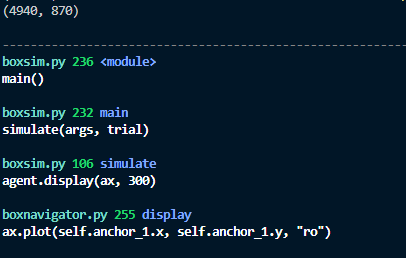 (4940, 870)
--------------------------------------------------------
boxsim.py 236 <module>
main()
boxsim.py 232 main
simulate(args, trial)
boxsim.py 106 simulate
agent.display(ax, 300)
boxnavigator.py 255 display
ax.plot(self.anchor_1.x, self.anchor_1.y, "ro")